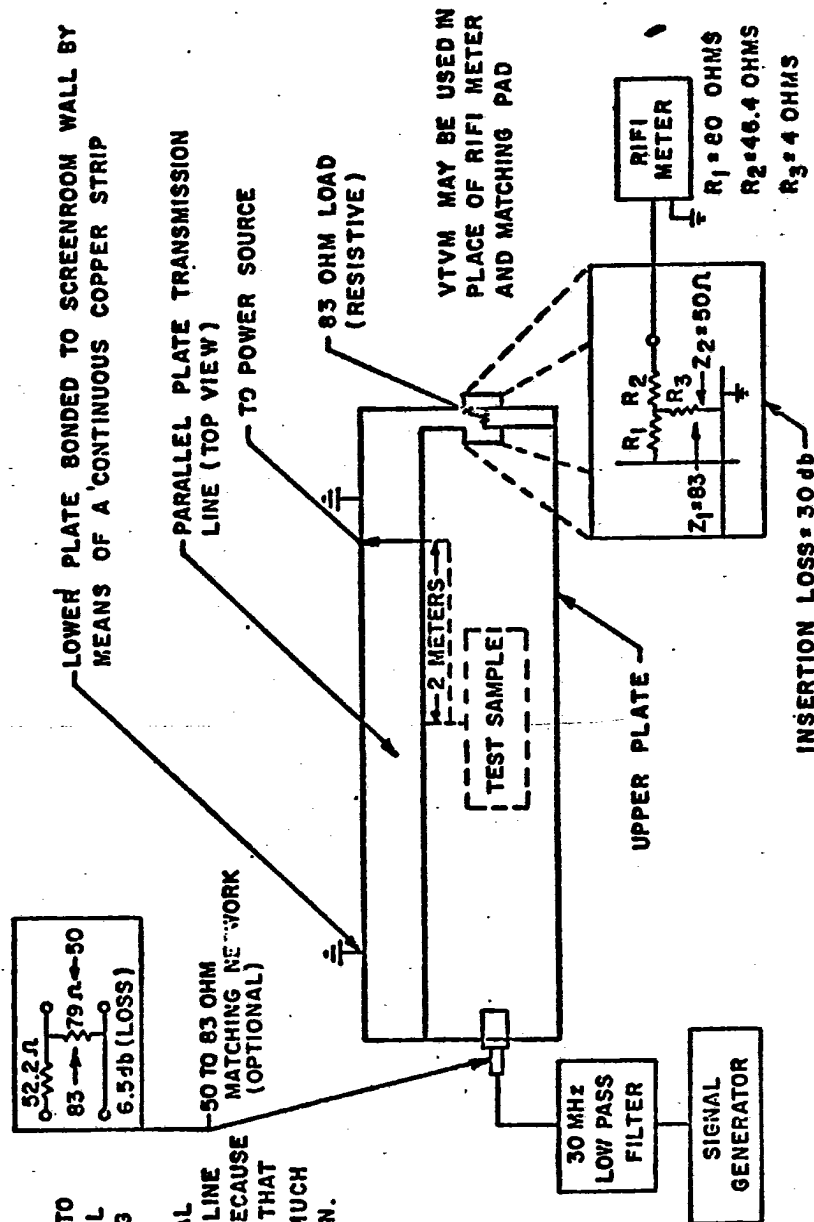 LOWER PLATE BONDED TO SCREENROOM WALL BY
MEANS OF A CONTINUOUS COPPER STRIP
PARALLEL PLATE TRANSMISSION
LINE (TOP VIEW)
TO POWER SOURCE
83 OHM LOAD
(RESISTIVE)
VTVM MAY BE USED IN
PLACE OF RIFI METER
AND MATCHING PAD
52.2 Ω
83
79 Ω
50
6.5db (LOSS)
50 TO 83 OHM
MATCHING NETWORK
(OPTIONAL)
TO
L
AL
LINE
ECAUSE
THAT
MUCH
N.
2 METERS
TEST SAMPLE
UPPER PLATE
30 MHz
LOW PASS
FILTER
SIGNAL
GENERATOR
R1 R2
R3
Z1=83
Z2=50Ω
INSERTION LOSS = 30 db
RIFI
METER
R1=80 OHMS
R2=46.4 OHMS
R3=4 OHMS